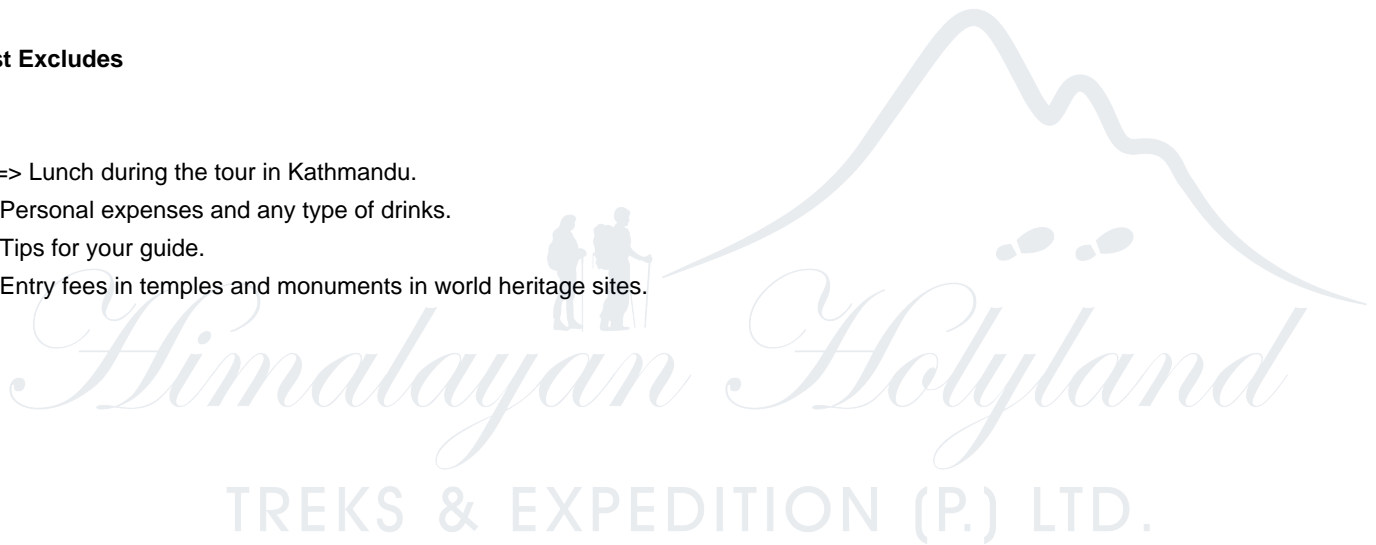 st Excludes
=> Lunch during the tour in Kathmandu.
Personal expenses and any type of drinks.
Tips for your guide.
Entry fees in temples and monuments in world heritage sites.
Himalayan Holyland
TREKS & EXPEDITION (P.) LTD.